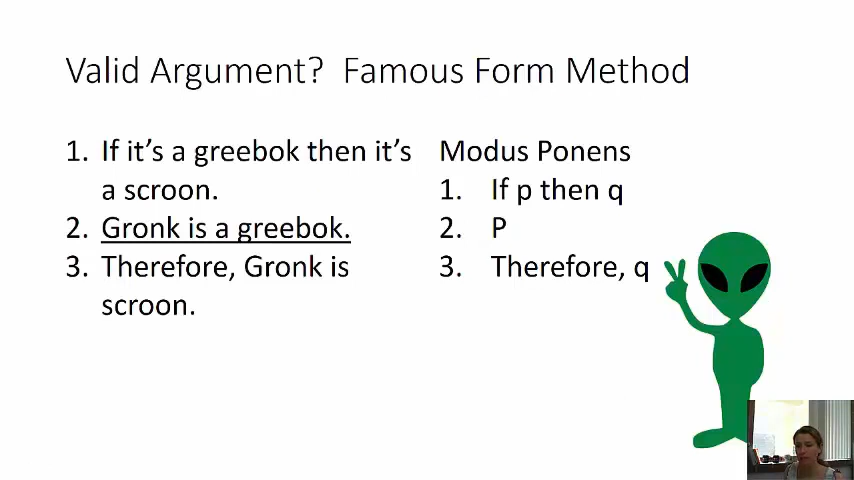 Valid Argument?  Famous Form Method
1. If it's a greebok then it's
a scroon.
2. Gronk is a greebok.
3. Therefore, Gronk is
scroon.
Modus Ponens
1. If p then q
2. P
3. Therefore, q